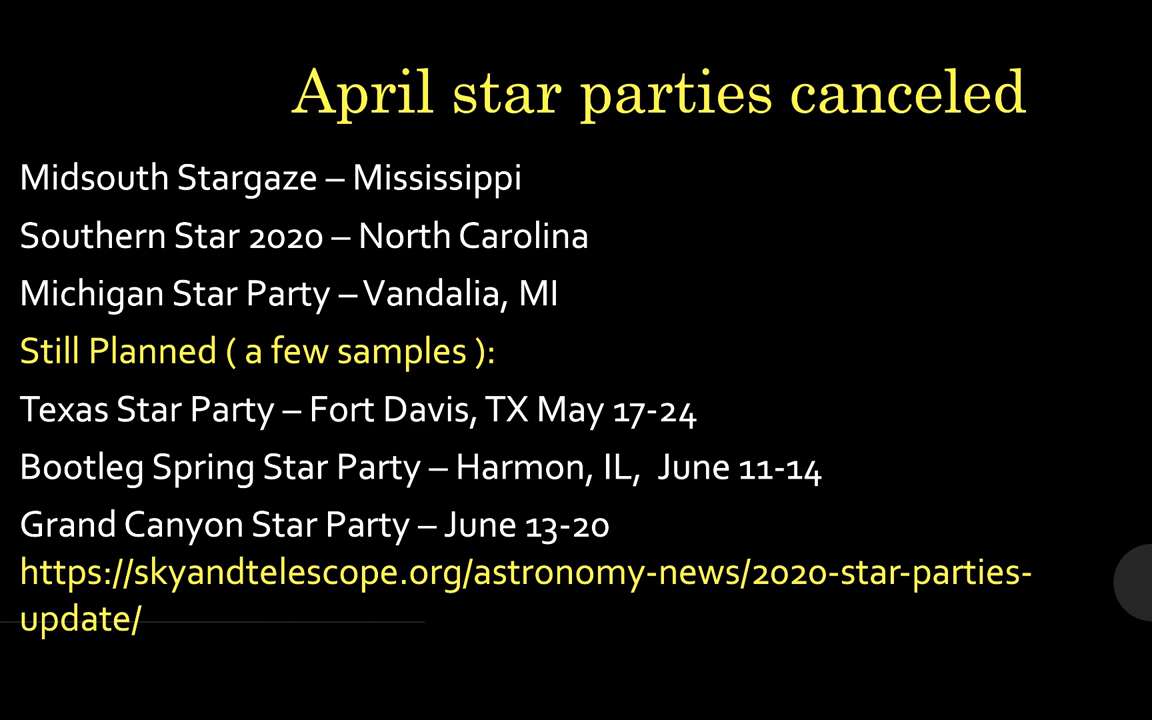 April star parties canceled
Midsouth Stargaze – Mississippi
Southern Star 2020 – North Carolina
Michigan Star Party – Vandalia, MI
Still Planned ( a few samples ):
Texas Star Party – Fort Davis, TX May 17-24
Bootleg Spring Star Party – Harmon, IL,  June 11-14
Grand Canyon Star Party – June 13-20
https://skyandtelescope.org/astronomy-news/2020-star-parties-
update/